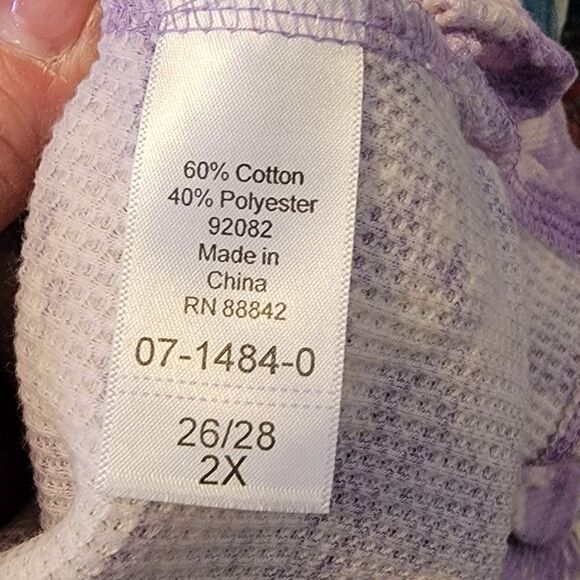 60% Cotton
40% Polyester
92082
Made in
China
RN 88842
07-1484-0
26/28
2X